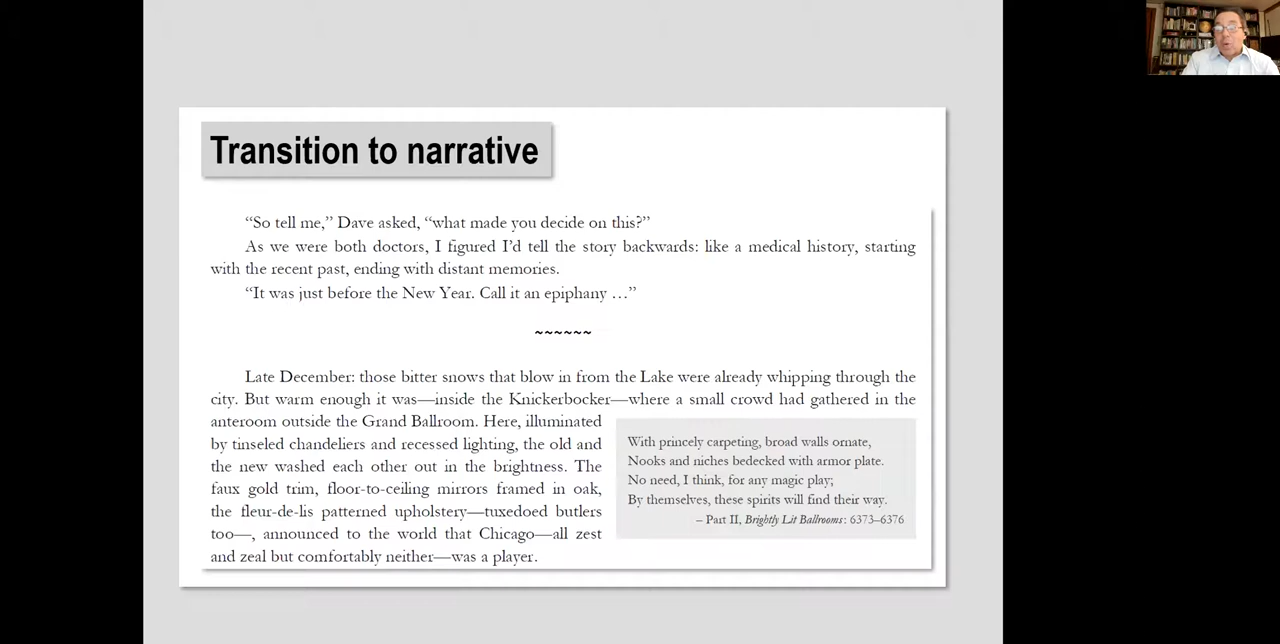 Transition to narrative
“So tell me,” Dave asked, “what made you decide on this?”
As we were both doctors, I figured I’d tell the story backwards: like a medical history, starting
with the recent past, ending with distant memories.
“It was just before the New Year. Call it an epiphany …”
~~~~~~
Late December: those bitter snows that blow in from the Lake were already whipping through the
city. But warm enough it was—inside the Knickerbocker—where a small crowd had gathered in the
anteroom outside the Grand Ballroom. Here, illuminated
by tinseled chandeliers and recessed lighting, the old and
the new washed each other out in the brightness. The
faux gold trim, floor-to-ceiling mirrors framed in oak,
the fleur-de-lis patterned upholstery—tuxedoed butlers
too—, announced to the world that Chicago—all zest
and zeal but comfortably neither—was a player.
With princely carpeting, broad walls ornate,
Nooks and niches bedecked with armor plate.
No need, I think, for any magic play;
By themselves, these spirits will find their way.
– Part II, Brightly Lit Ballrooms: 6373–6376